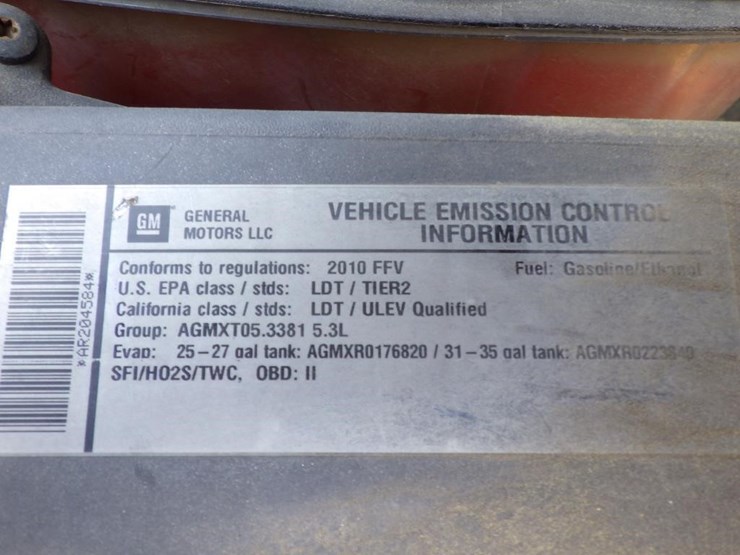 *AR204584*
GM
GENERAL
MOTORS LLC
VEHICLE EMISSION CONTROL
INFORMATION
Conforms to regulations: 2010 FFV
Fuel: Gasoline/Ethanol
U.S. EPA class / stds: LDT / TIER2
California class / stds: LDT / ULEV Qualified
Group: AGMXT05.3381 5.3L
Evap: 25–27 gal tank: AGMXR0176820 / 31–35 gal tank:
SFI/HO2S/TWC, OBD: II